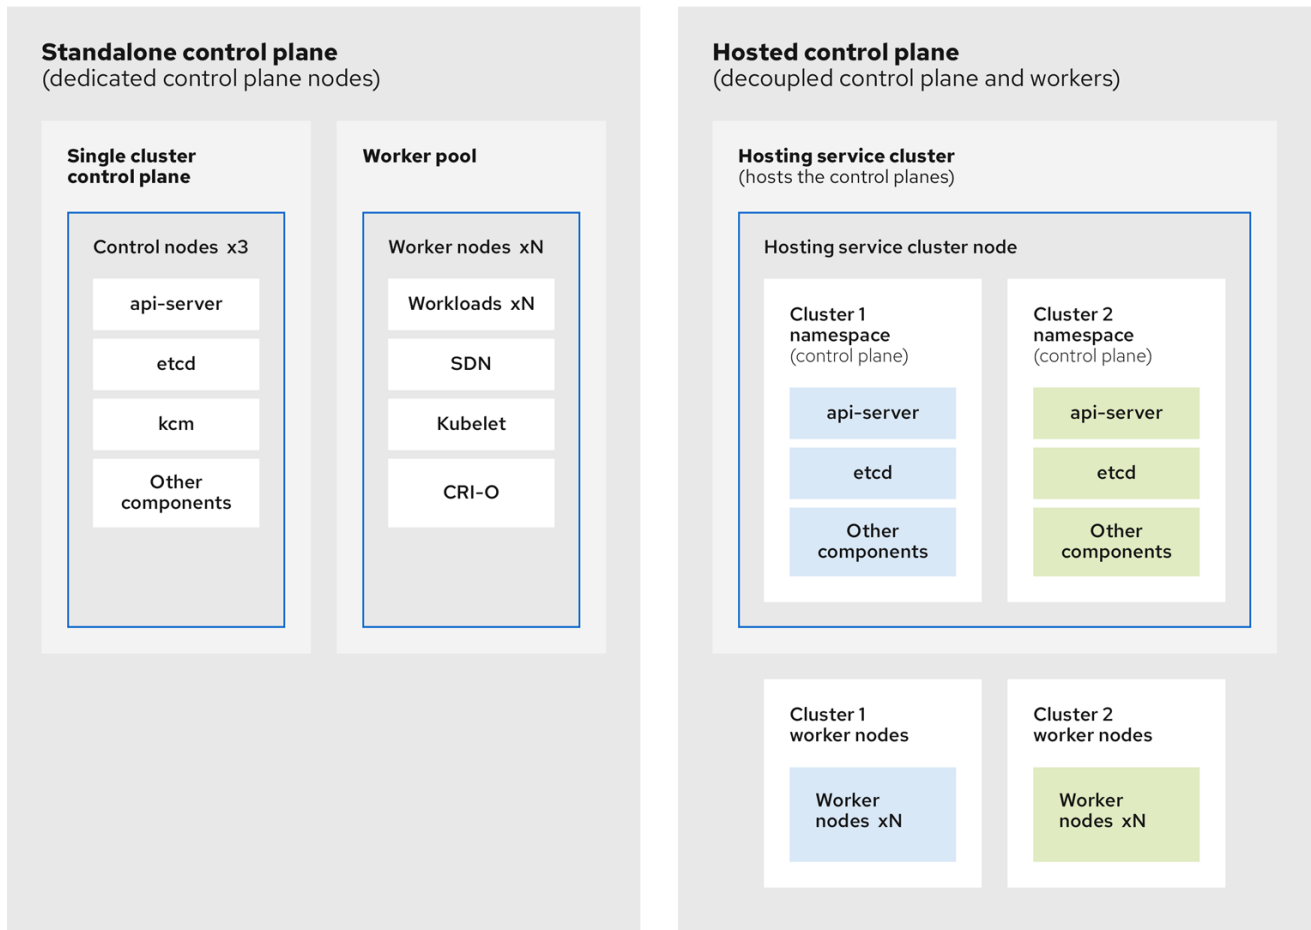 Standalone control plane
(dedicated control plane nodes)
Single cluster
control plane
Control nodes x3
api-server
etcd
kcm
Other
components
Worker pool
Worker nodes xN
Workloads xN
SDN
Kubelet
CRI-O
Hosted control plane
(decoupled control plane and workers)
Hosting service cluster
(hosts the control planes)
Hosting service cluster node
Cluster 1
namespace
(control plane)
api-server
etcd
Other
components
Cluster 2
namespace
(control plane)
api-server
etcd
Other
components
Cluster 1
worker nodes
Worker
nodes xN
Cluster 2
worker nodes
Worker
nodes xN